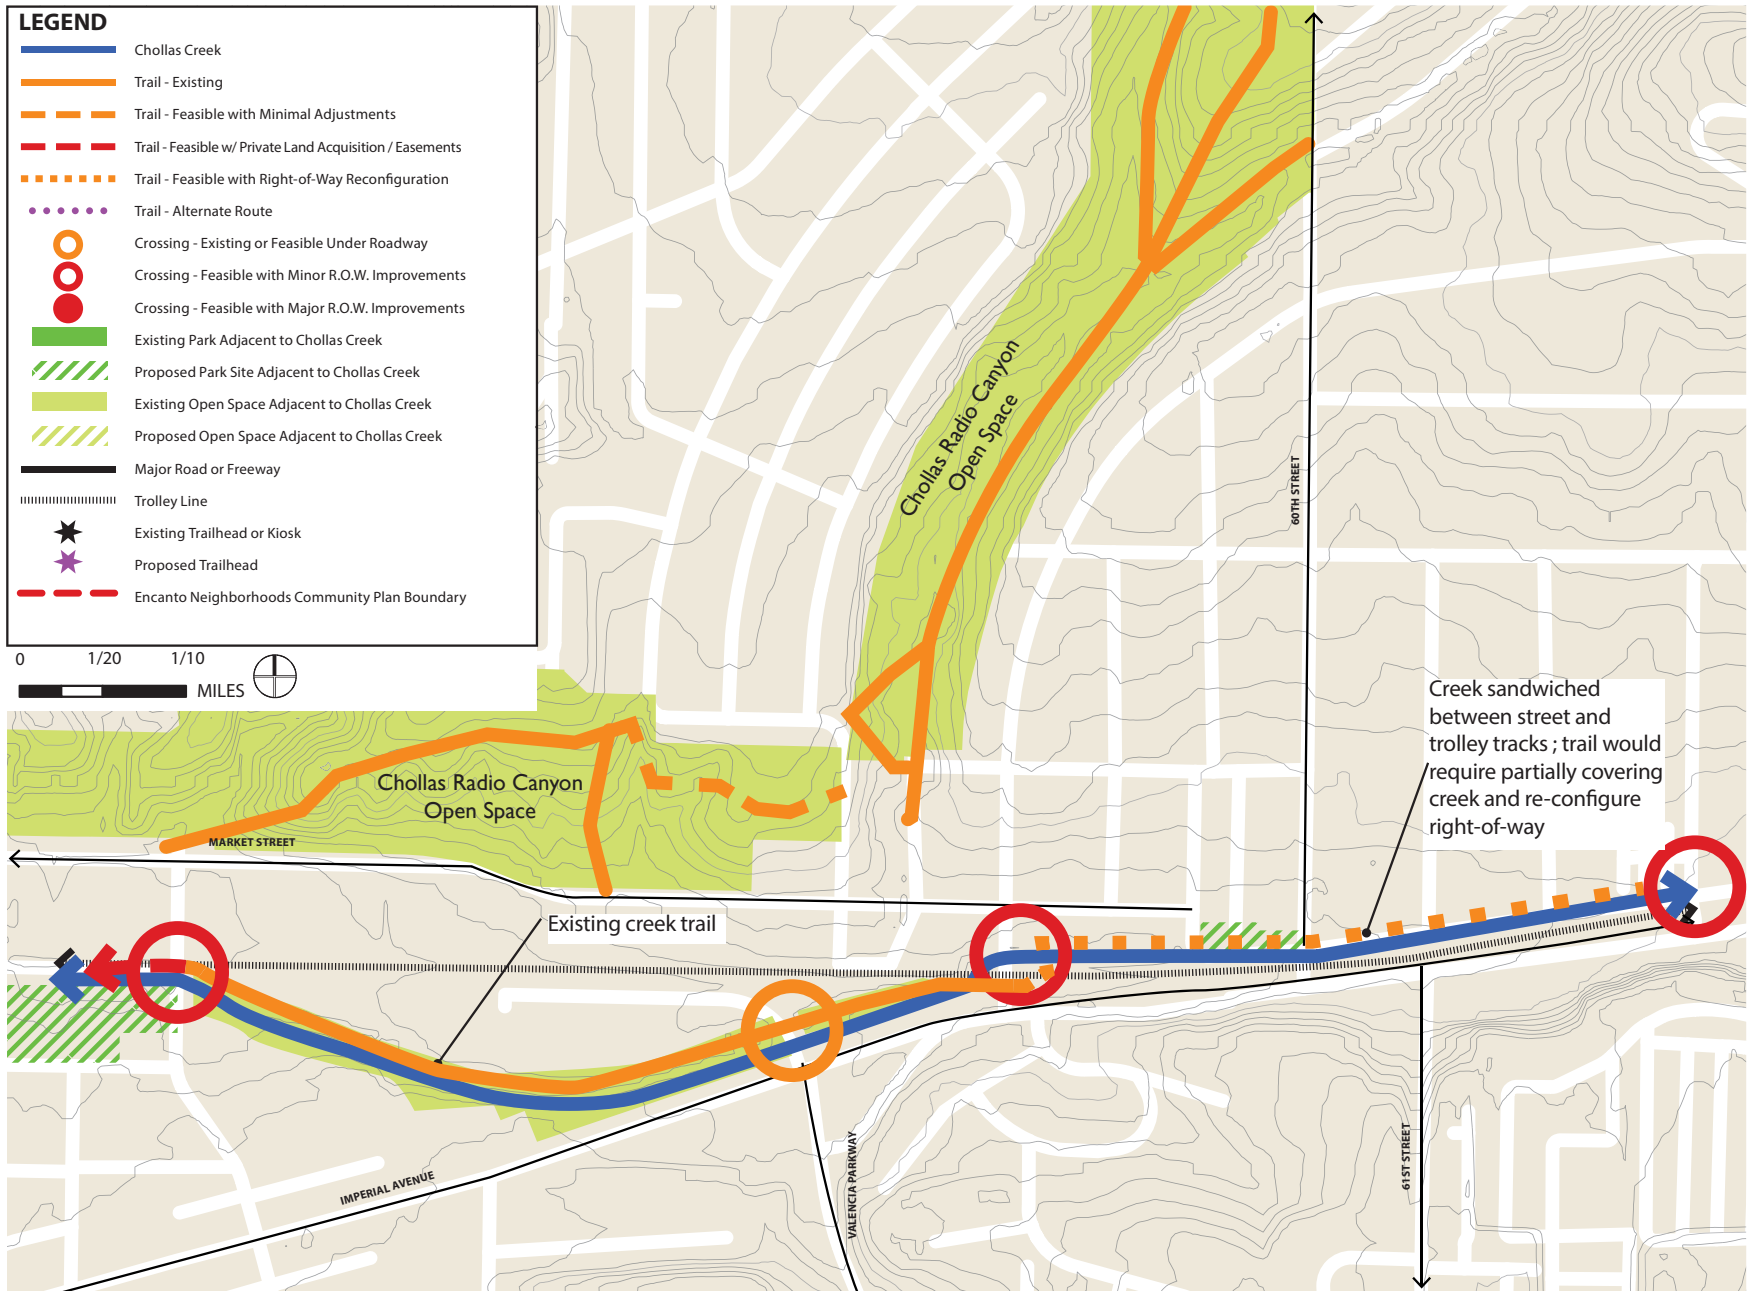 LEGEND
Chollas Creek
Trail - Existing
Trail - Feasible with Minimal Adjustments
Trail - Feasible w/ Private Land Acquisition / Easements
Trail - Feasible with Right-of-Way Reconfiguration
Trail - Alternate Route
Crossing - Existing or Feasible Under Roadway
Crossing - Feasible with Minor R.O.W. Improvements
Crossing - Feasible with Major R.O.W. Improvements
Existing Park Adjacent to Chollas Creek
Proposed Park Site Adjacent to Chollas Creek
Existing Open Space Adjacent to Chollas Creek
Proposed Open Space Adjacent to Chollas Creek
Major Road or Freeway
Trolley Line
Existing Trailhead or Kiosk
Proposed Trailhead
Encanto Neighborhoods Community Plan Boundary
0 1/20 1/10
MILES
Chollas Radio Canyon
Open Space
60TH STREET
Creek sandwiched
between street and
trolley tracks ; trail would
require partially covering
creek and re-configure
right-of-way
Chollas Radio Canyon
Open Space
MARKET STREET
Existing creek trail
IMPERIAL AVENUE
VALENCIA PARKWAY
61ST STREET